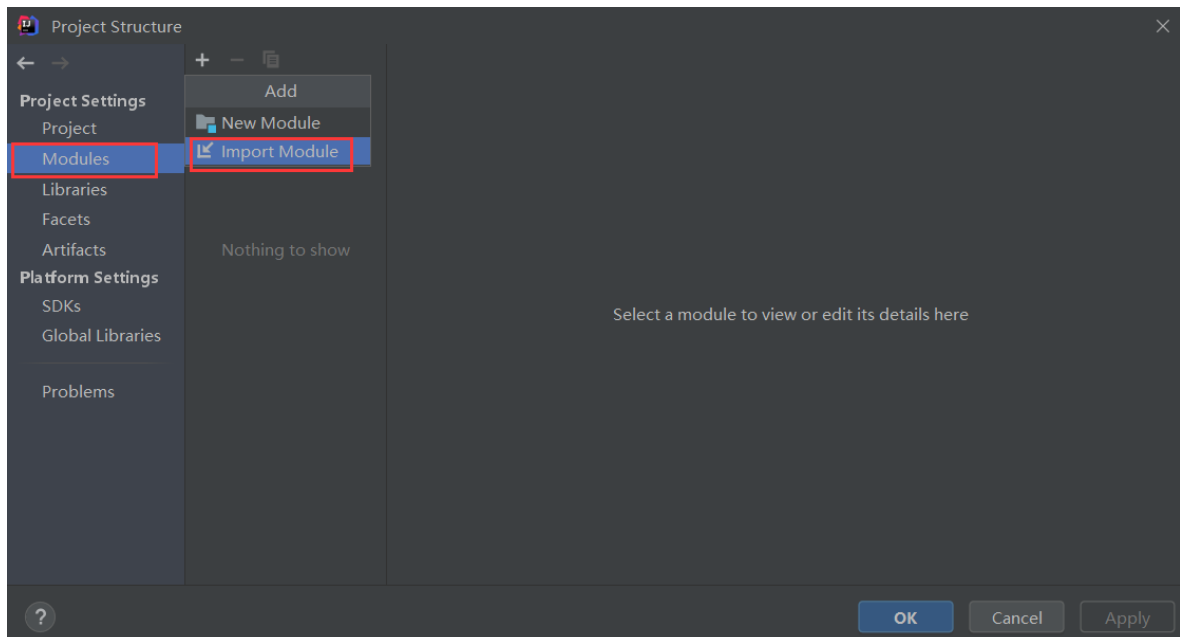 Project Structure
Add
Project Settings
New Module
Project
Import Module
Modules
Libraries
Facets
Artifacts
Nothing to show
Platform Settings
SDKs
Select a module to view or edit its details here
Global Libraries
Problems
?
OK
Cancel
Apply